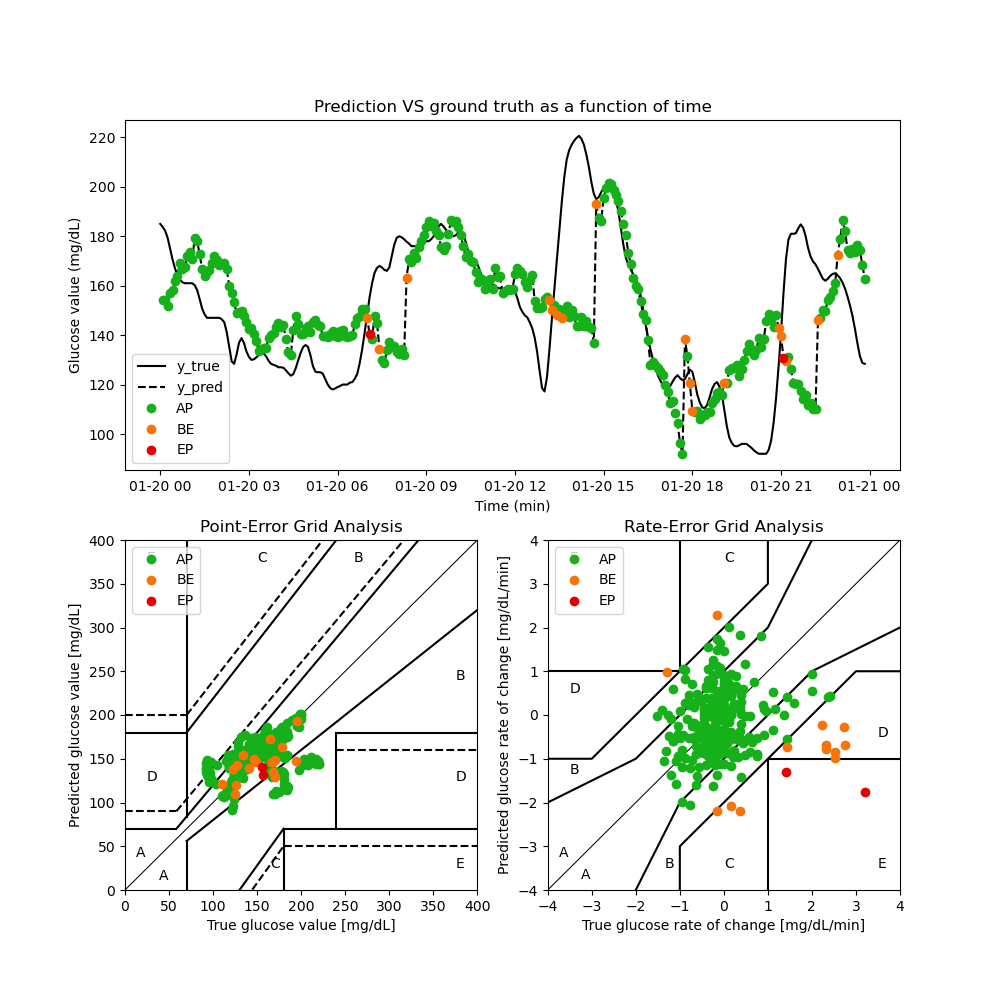 Prediction VS ground truth as a function of time
Glucose value (mg/dL)
220
200
180
160
140
120
100
y_true
y_pred
AP
BE
EP
01-20 00 01-20 03 01-20 06 01-20 09 01-20 12 01-20 15 01-20 18 01-20 21 01-21 00
Time (min)
Point-Error Grid Analysis
Predicted glucose value [mg/dL]
400
350
300
250
200
150
100
50
0
AP
BE
EP
C
B
B
D
D
A
A
C
E
0 50 100 150 200 250 300 350 400
True glucose value [mg/dL]
Rate-Error Grid Analysis
Predicted glucose rate of change [mg/dL/min]
4
3
2
1
0
−1
−2
−3
−4
AP
BE
EP
C
D
D
B
A
A
B
C
E
−4 −3 −2 −1 0 1 2 3 4
True glucose rate of change [mg/dL/min]